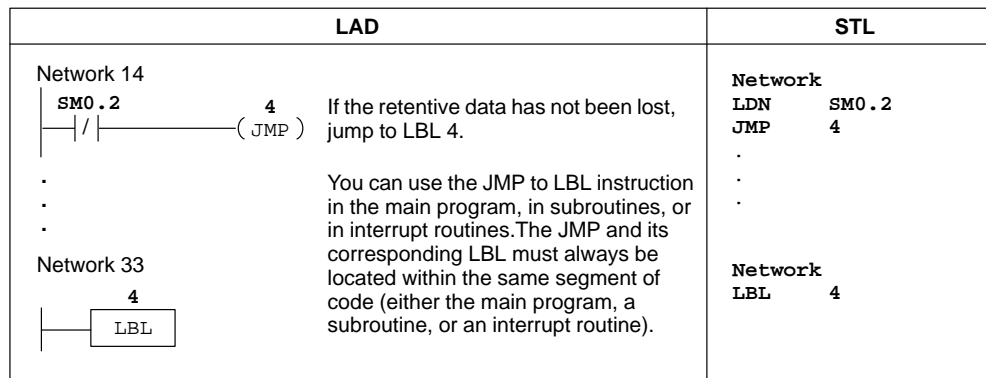 LAD
STL
Network 14
SM0.2
4
/
( JMP )
If the retentive data has not been lost,
jump to LBL 4.
.
.
.
You can use the JMP to LBL instruction
in the main program, in subroutines, or
in interrupt routines.The JMP and its
corresponding LBL must always be
located within the same segment of
code (either the main program, a
subroutine, or an interrupt routine).
Network 33
4
LBL
Network
LDN SM0.2
JMP 4
.
.
.
Network
LBL 4